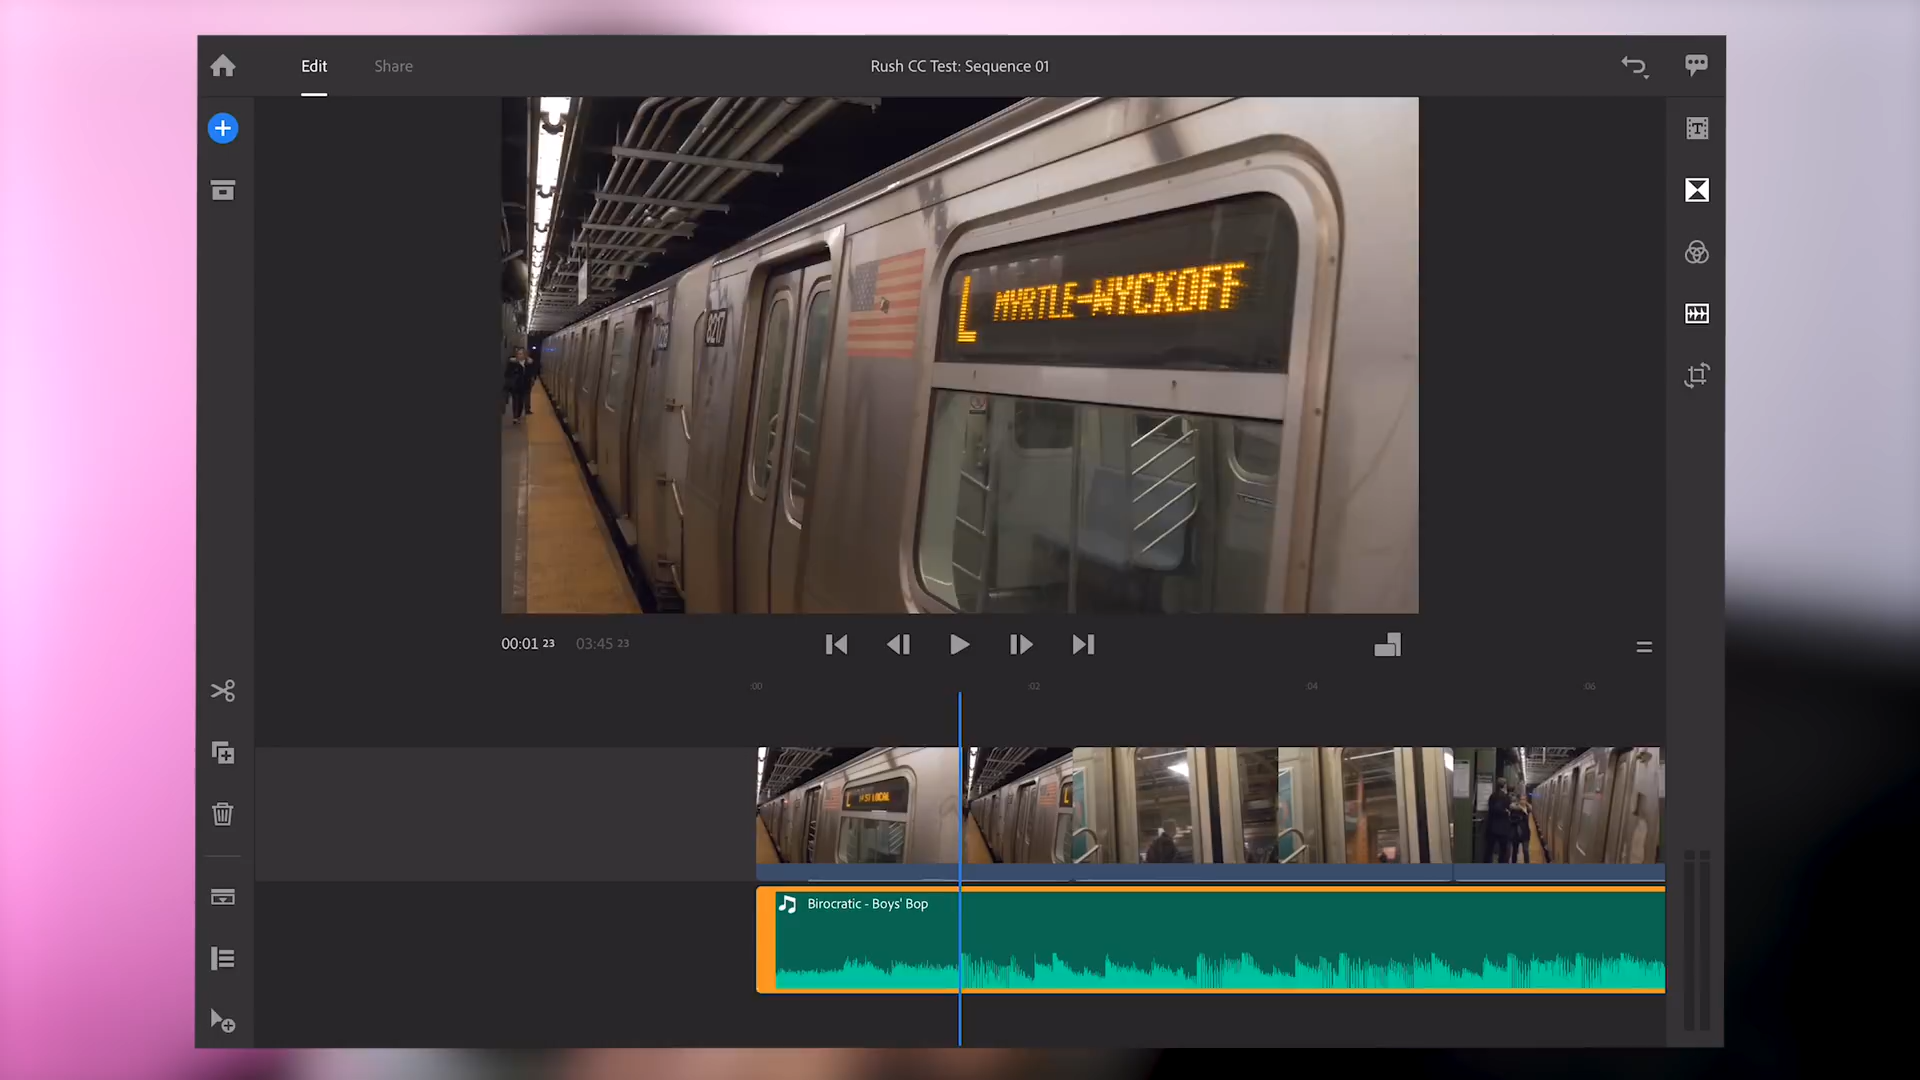 Edit
Share
Rush CC Test: Sequence 01
L MYRTLE-WYCKOFF
8217
00:01 23
03:45 23
:00
:02
:04
:06
Birocratic - Boys' Bop